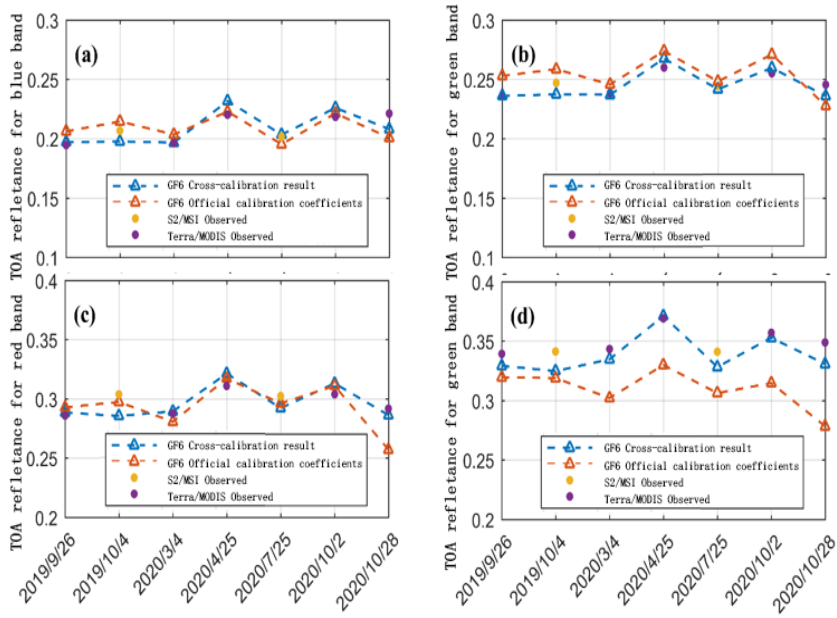 (a)
TOA refletance for blue band
0.3
0.25
0.2
0.15
0.1
GF6 Cross-calibration result
GF6 Official calibration coefficients
S2/MSI Observed
Terra/MODIS Observed
(b)
TOA refletance for green band
0.3
0.25
0.2
0.15
0.1
GF6 Cross-calibration result
GF6 Official calibration coefficients
S2/MSI Observed
Terra/MODIS Observed
(c)
TOA refletance for red band
0.4
0.35
0.3
0.25
0.2
GF6 Cross-calibration result
GF6 Official calibration coefficients
S2/MSI Observed
Terra/MODIS Observed
2019/9/26
2019/10/4
2020/3/4
2020/4/25
2020/7/25
2020/10/2
2020/10/28
(d)
TOA refletance for green band
0.4
0.35
0.3
0.25
0.2
GF6 Cross-calibration result
GF6 Official calibration coefficients
S2/MSI Observed
Terra/MODIS Observed
2019/9/26
2019/10/4
2020/3/4
2020/4/25
2020/7/25
2020/10/2
2020/10/28